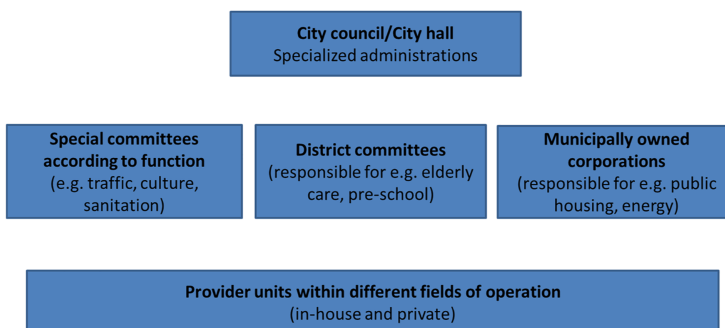 City council/City hall
Specialized administrations
Special committees
according to function
(e.g. traffic, culture,
sanitation)
District committees
(responsible for e.g. elderly
care, pre-school)
Municipally owned
corporations
(responsible for e.g. public
housing, energy)
Provider units within different fields of operation
(in-house and private)